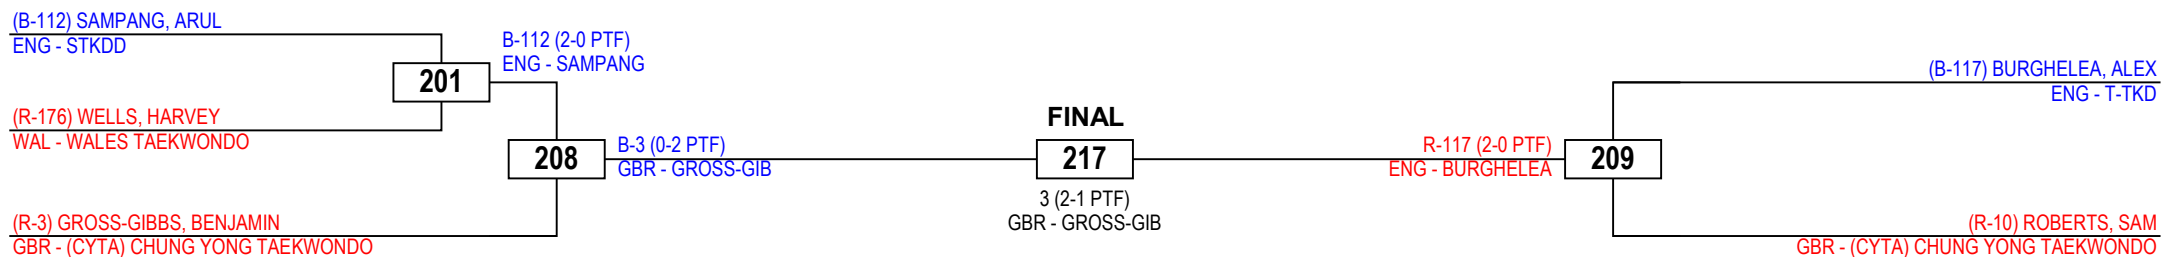 (B-112) SAMPANG, ARUL
ENG - STKDD
B-112 (2-0 PTF)
ENG - SAMPANG
201
(R-176) WELLS, HARVEY
WAL - WALES TAEKWONDO
208
B-3 (0-2 PTF)
GBR - GROSS-GIB
(R-3) GROSS-GIBBS, BENJAMIN
GBR - (CYTA) CHUNG YONG TAEKWONDO
FINAL
217
3 (2-1 PTF)
GBR - GROSS-GIB
R-117 (2-0 PTF)
ENG - BURGHELEA
209
(B-117) BURGHELEA, ALEX
ENG - T-TKD
(R-10) ROBERTS, SAM
GBR - (CYTA) CHUNG YONG TAEKWONDO